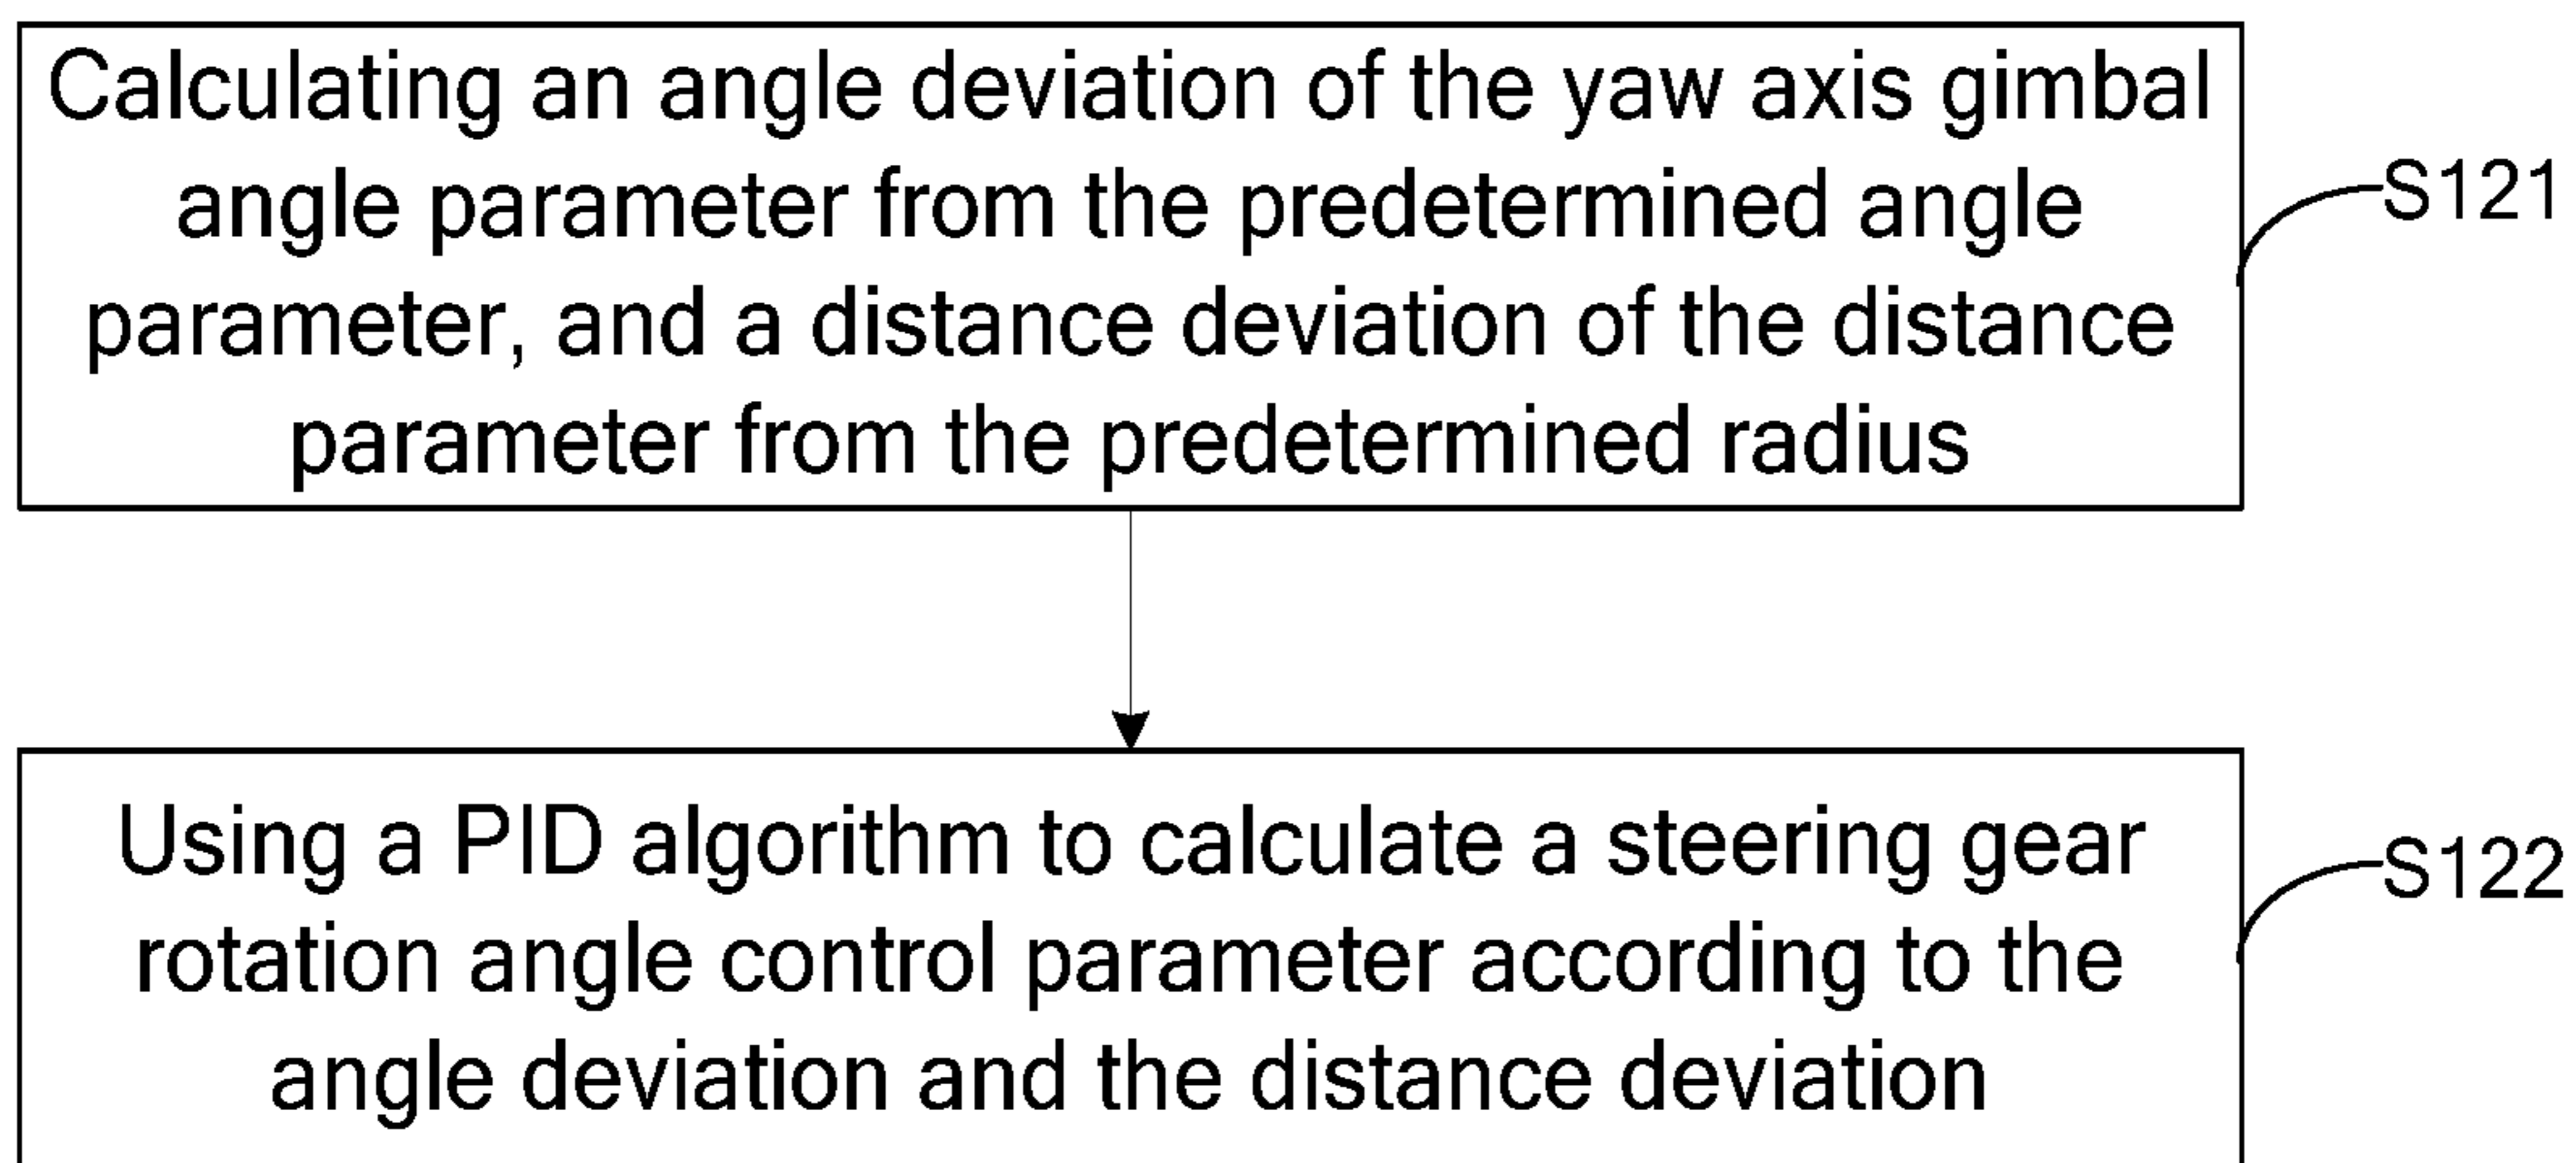 Calculating an angle deviation of the yaw axis gimbal
angle parameter from the predetermined angle
parameter, and a distance deviation of the distance
parameter from the predetermined radius
S121
Using a PID algorithm to calculate a steering gear
rotation angle control parameter according to the
angle deviation and the distance deviation
S122